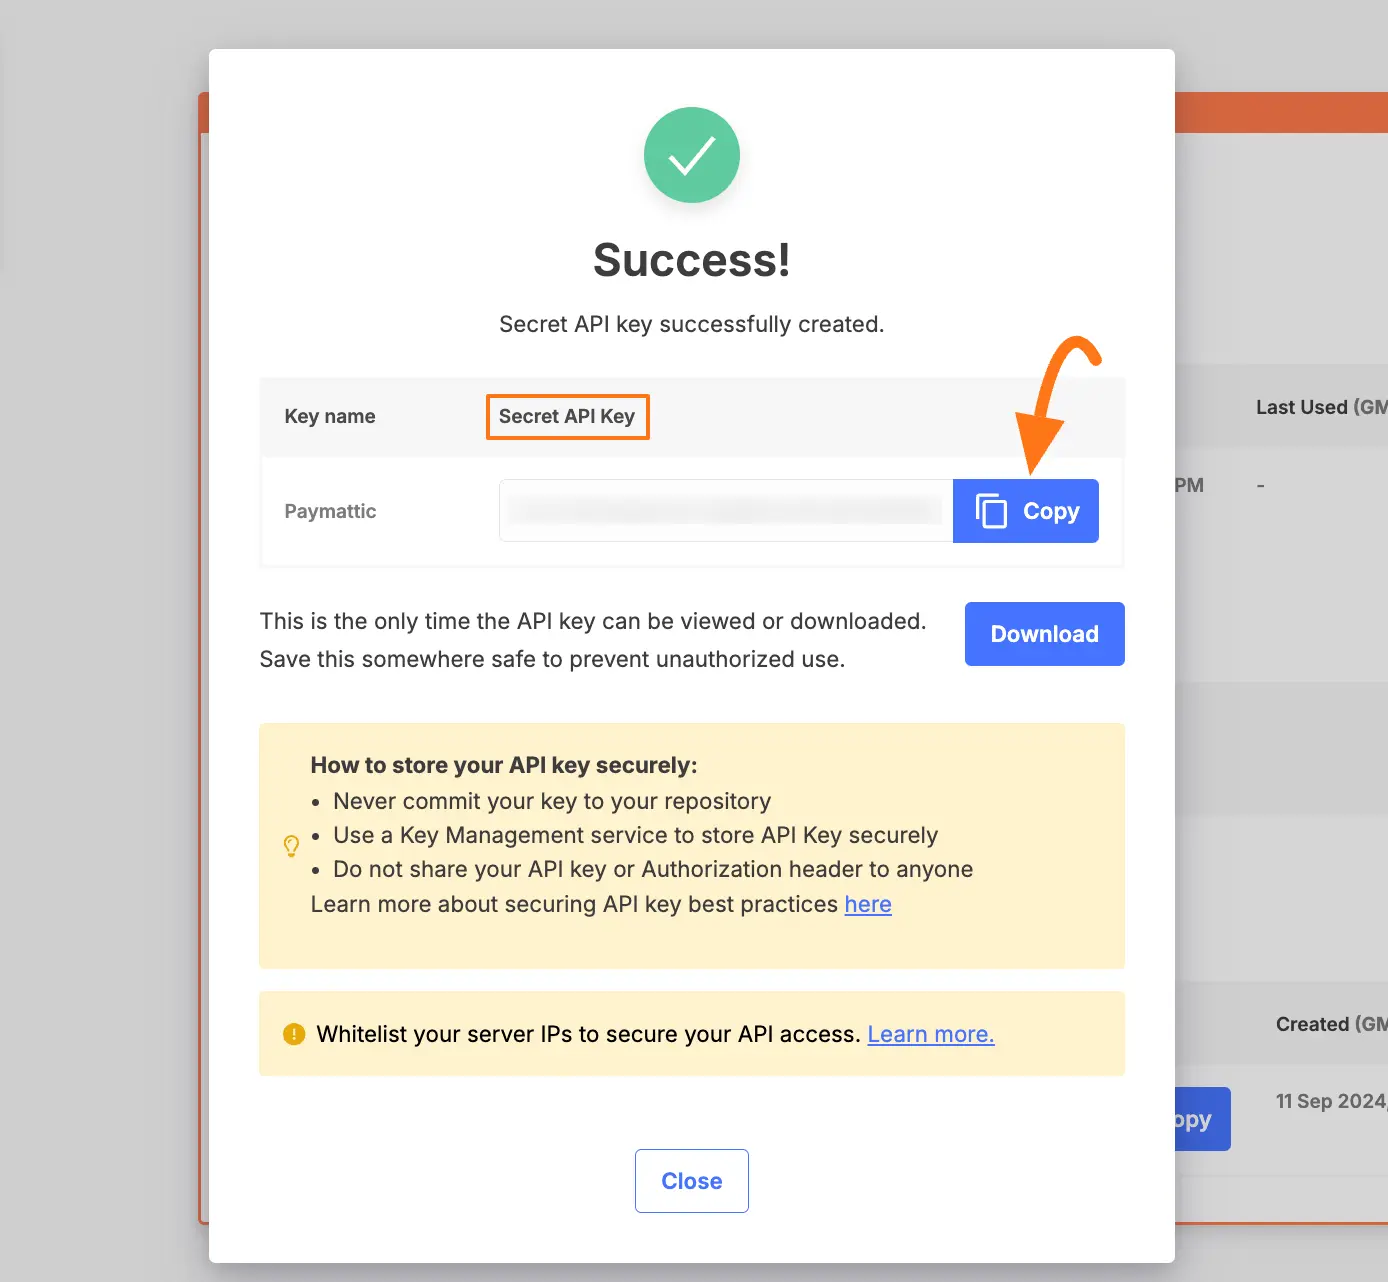 Success!
Secret API key successfully created.
Key name Secret API Key
Last Used (GM
Paymattic Copy
PM -
This is the only time the API key can be viewed or downloaded.
Save this somewhere safe to prevent unauthorized use.
Download
How to store your API key securely:
• Never commit your key to your repository
• Use a Key Management service to store API Key securely
• Do not share your API key or Authorization header to anyone
Learn more about securing API key best practices here
Whitelist your server IPs to secure your API access. Learn more.
Created (GM
11 Sep 2024,
opy
Close